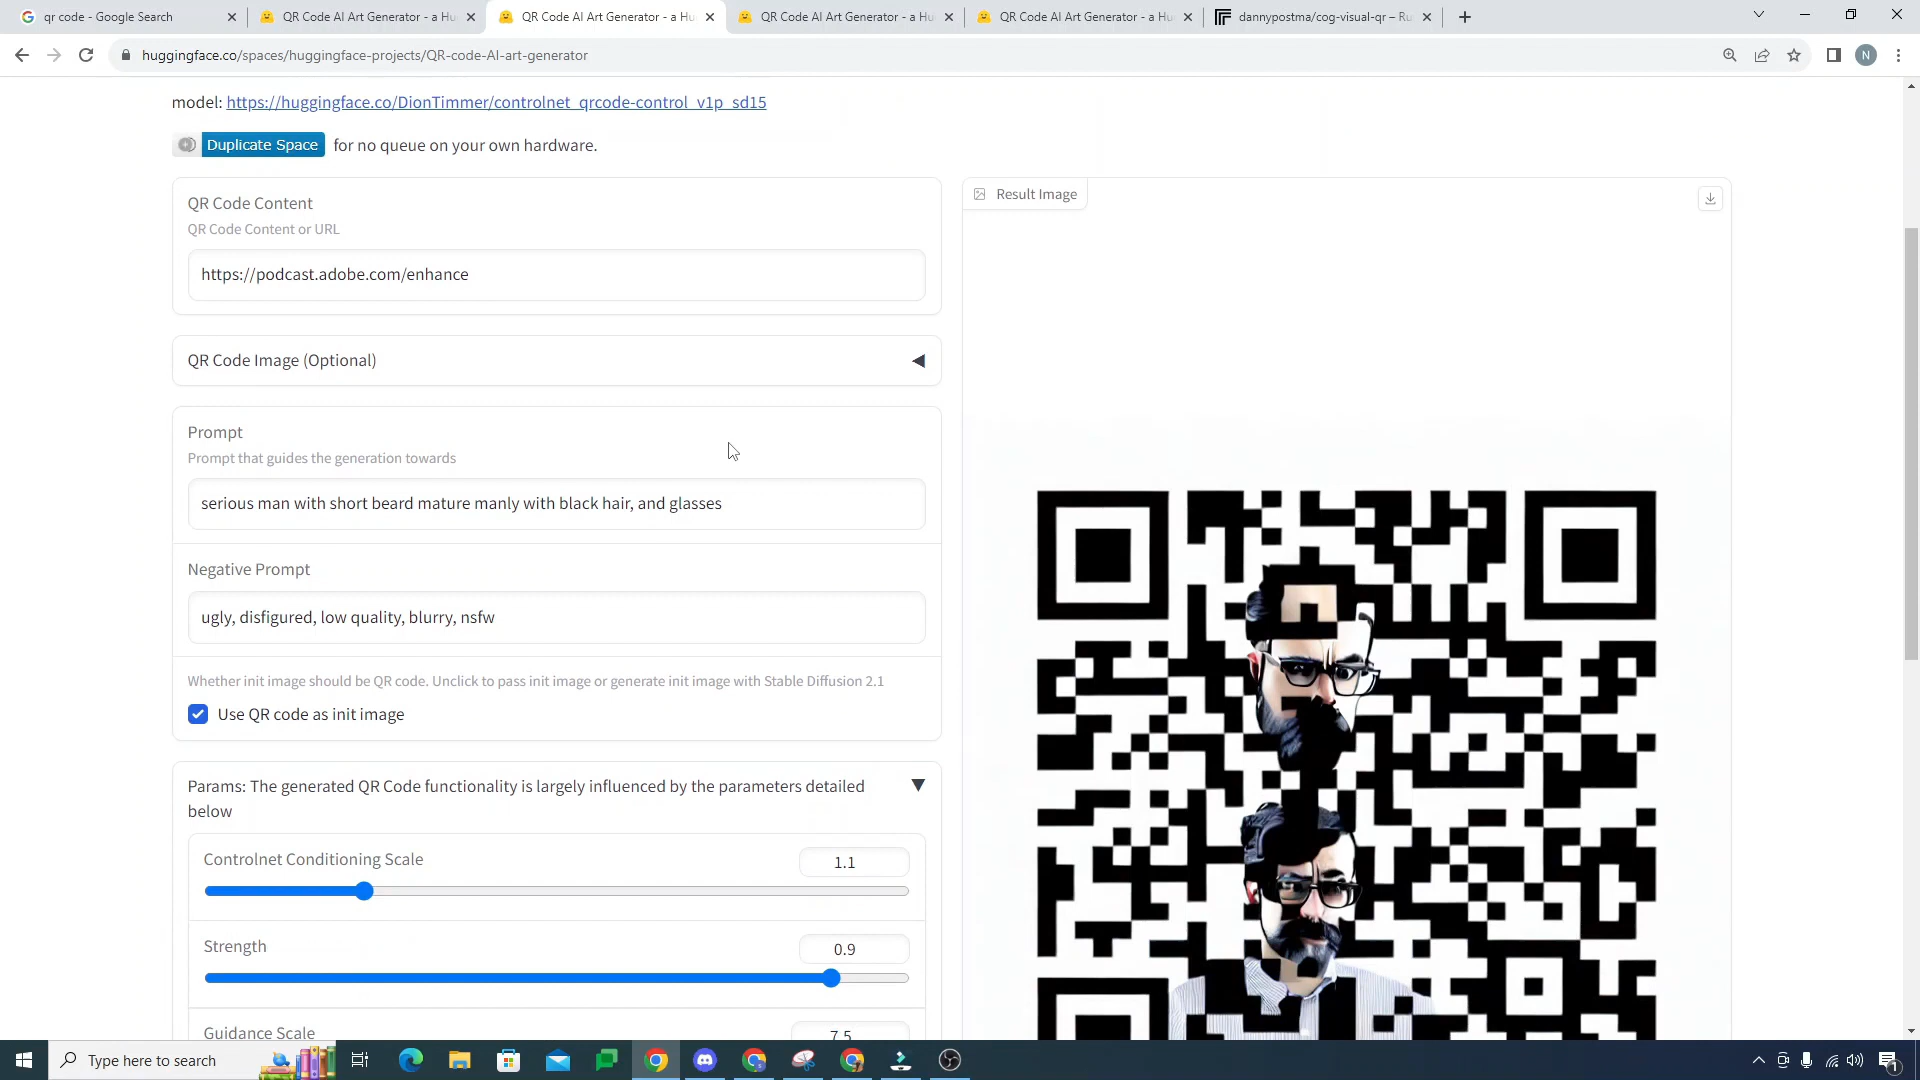 qr code - Google Search
QR Code AI Art Generator - a Hu
QR Code AI Art Generator - a Hu
QR Code AI Art Generator - a Hu
QR Code AI Art Generator - a Hu
dannypostma/cog-visual-qr – Ru
huggingface.co/spaces/huggingface-projects/QR-code-AI-art-generator
N
model: https://huggingface.co/DionTimmer/controlnet_qrcode-control_v1p_sd15
Duplicate Space for no queue on your own hardware.
QR Code Content
QR Code Content or URL
https://podcast.adobe.com/enhance
QR Code Image (Optional)
Prompt
Prompt that guides the generation towards
serious man with short beard mature manly with black hair, and glasses
Negative Prompt
ugly, disfigured, low quality, blurry, nsfw
Whether init image should be QR code. Unclick to pass init image or generate init image with Stable Diffusion 2.1
Use QR code as init image
Params: The generated QR Code functionality is largely influenced by the parameters detailed
below
Controlnet Conditioning Scale
1.1
Strength
0.9
Guidance Scale
7.5
Result Image
Type here to search
1